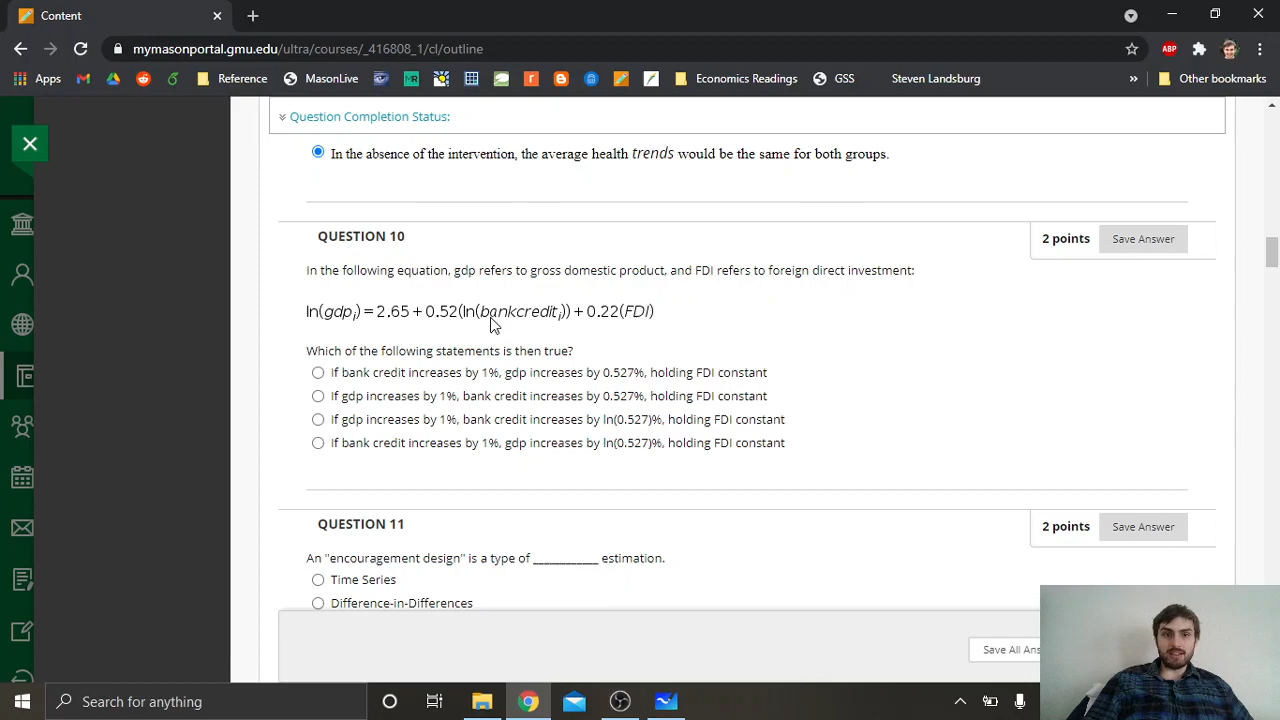 Content
mymasonportal.gmu.edu/ultra/courses/_416808_1/cl/outline
ABP
Apps
Reference
MasonLive
MR
Economics Readings
GSS
Steven Landsburg
»
Other bookmarks
Question Completion Status:
In the absence of the intervention, the average health trends would be the same for both groups.
QUESTION 10
2 points
Save Answer
In the following equation, gdp refers to gross domestic product, and FDI refers to foreign direct investment:
ln(gdpᵢ) = 2.65 + 0.52(ln(bankcreditᵢ)) + 0.22(FDI)
Which of the following statements is then true?
If bank credit increases by 1%, gdp increases by 0.527%, holding FDI constant
If gdp increases by 1%, bank credit increases by 0.527%, holding FDI constant
If gdp increases by 1%, bank credit increases by ln(0.527)%, holding FDI constant
If bank credit increases by 1%, gdp increases by ln(0.527)%, holding FDI constant
QUESTION 11
2 points
Save Answer
An "encouragement design" is a type of ____________ estimation.
Time Series
Difference-in-Differences
Save All Ans
Search for anything